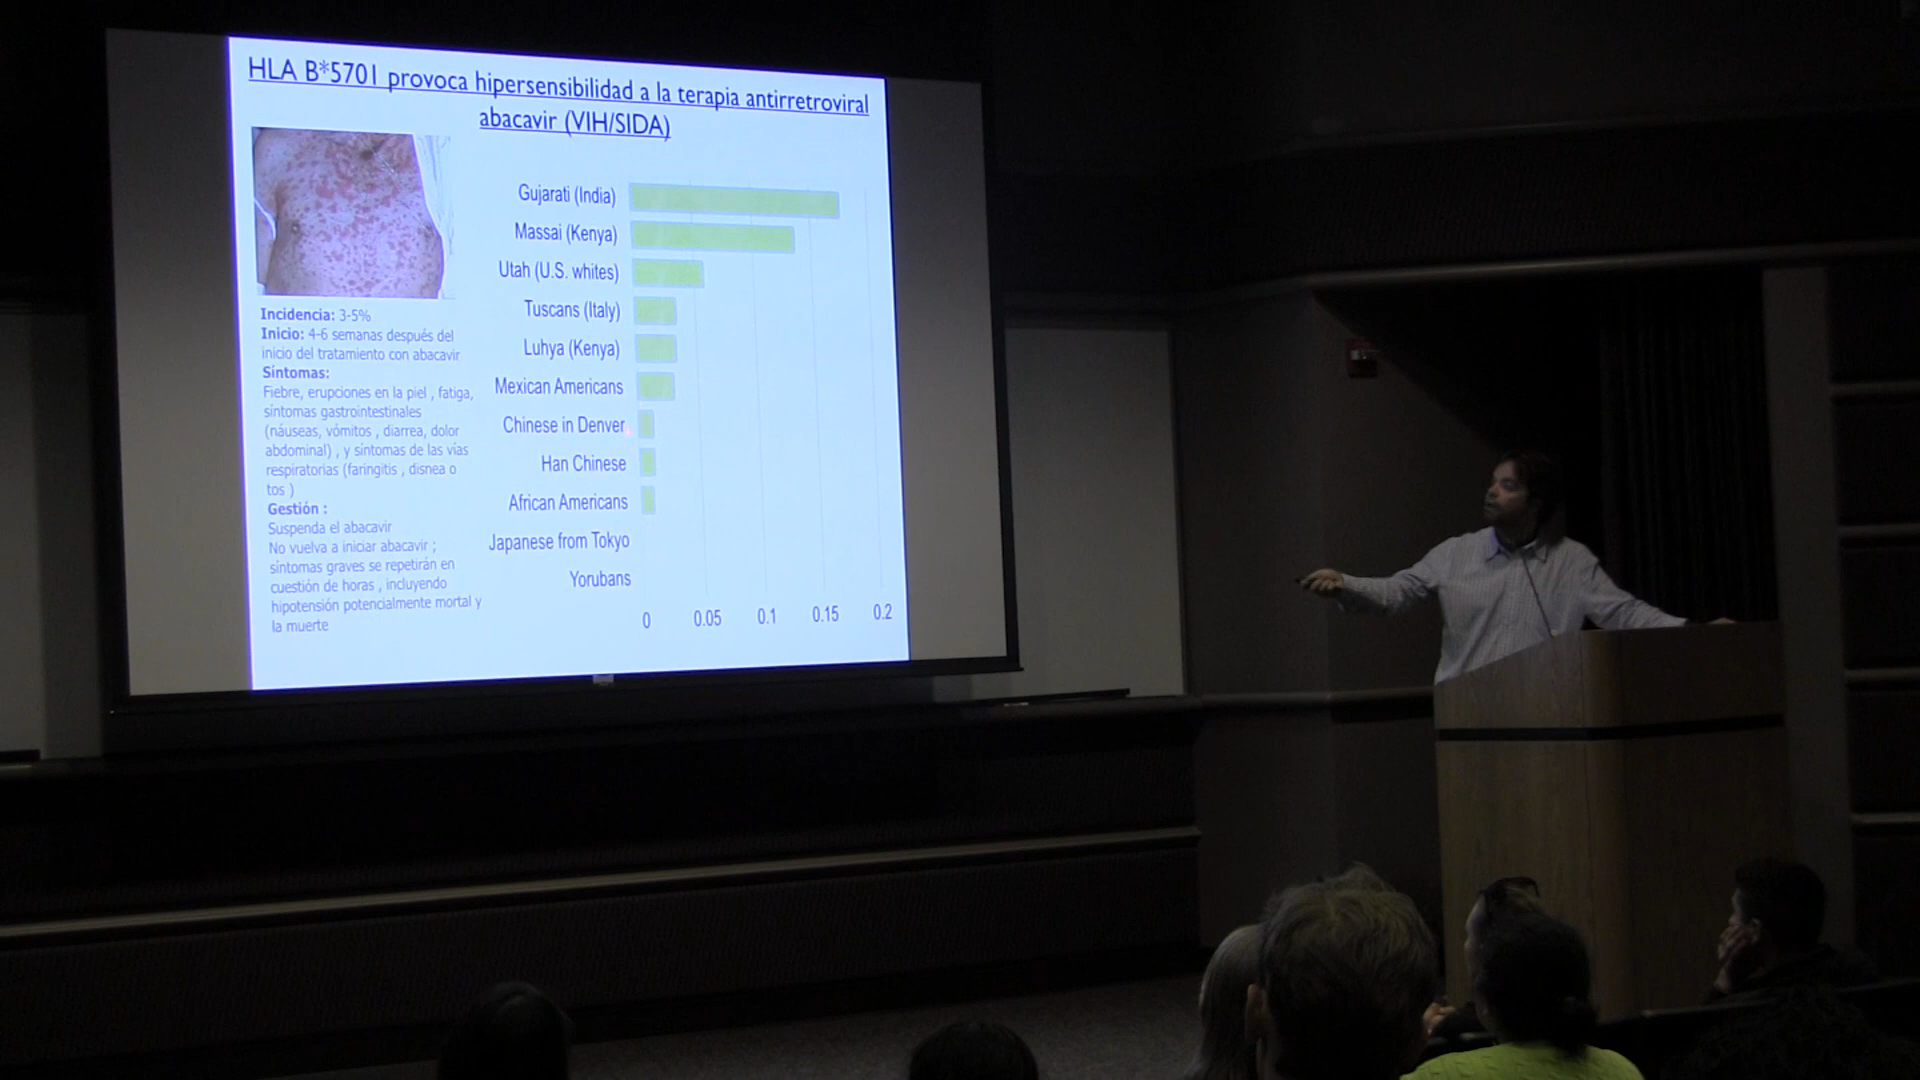 HLA B*5701 provoca hipersensibilidad a la terapia antirretroviral
abacavir (VIH/SIDA)
Incidencia: 3-5%
Inicio: 4-6 semanas después del
inicio del tratamiento con abacavir
Síntomas:
Fiebre, erupciones en la piel , fatiga,
síntomas gastrointestinales
(náuseas, vómitos , diarrea, dolor
abdominal) , y síntomas de las vías
respiratorias (faringitis , disnea o
tos )
Gestión :
Suspenda el abacavir
No vuelva a iniciar abacavir ;
síntomas graves se repetirán en
cuestión de horas , incluyendo
hipotensión potencialmente mortal y
la muerte
Gujarati (India)
Massai (Kenya)
Utah (U.S. whites)
Tuscans (Italy)
Luhya (Kenya)
Mexican Americans
Chinese in Denver
Han Chinese
African Americans
Japanese from Tokyo
Yorubans
0 0.05 0.1 0.15 0.2